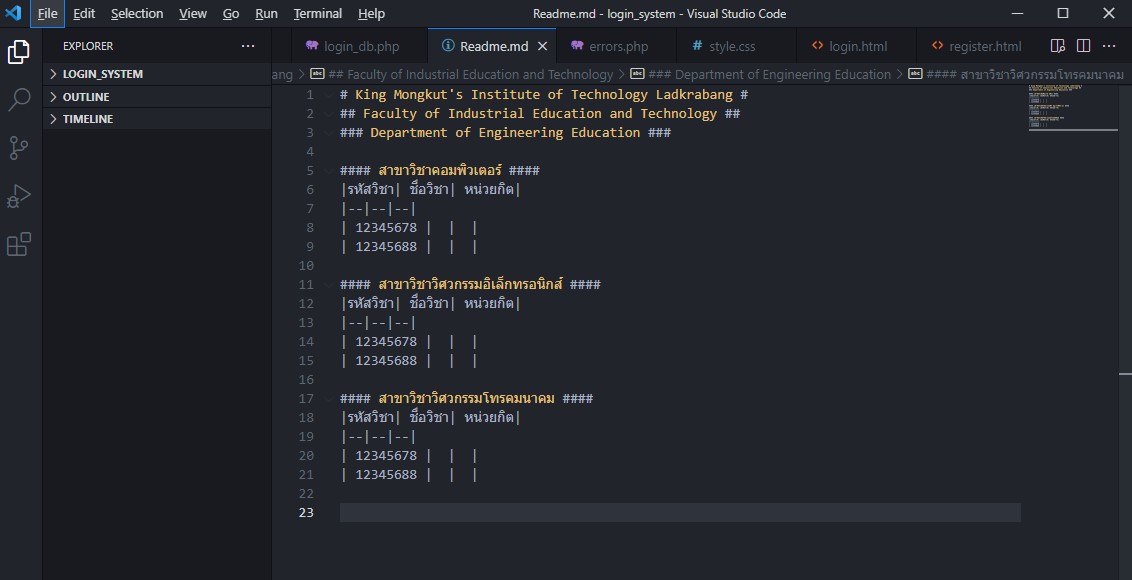 File Edit Selection View Go Run Terminal Help Readme.md - login_system - Visual Studio Code
EXPLORER ... login_db.php Readme.md errors.php style.css login.html register.html ...
LOGIN_SYSTEM
OUTLINE
TIMELINE
ang > ## Faculty of Industrial Education and Technology > ### Department of Engineering Education > #### สาขาวิชาวิศวกรรมโทรคมนาคม
1 # King Mongkut's Institute of Technology Ladkrabang #
2 ## Faculty of Industrial Education and Technology ##
3 ### Department of Engineering Education ###
4
5 #### สาขาวิชาคอมพิวเตอร์ ####
6 |รหัสวิชา| ชื่อวิชา| หน่วยกิต|
7 |--|--|--|
8 | 12345678 | | |
9 | 12345688 | | |
10
11 #### สาขาวิชาวิศวกรรมอิเล็กทรอนิกส์ ####
12 |รหัสวิชา| ชื่อวิชา| หน่วยกิต|
13 |--|--|--|
14 | 12345678 | | |
15 | 12345688 | | |
16
17 #### สาขาวิชาวิศวกรรมโทรคมนาคม ####
18 |รหัสวิชา| ชื่อวิชา| หน่วยกิต|
19 |--|--|--|
20 | 12345678 | | |
21 | 12345688 | | |
22
23